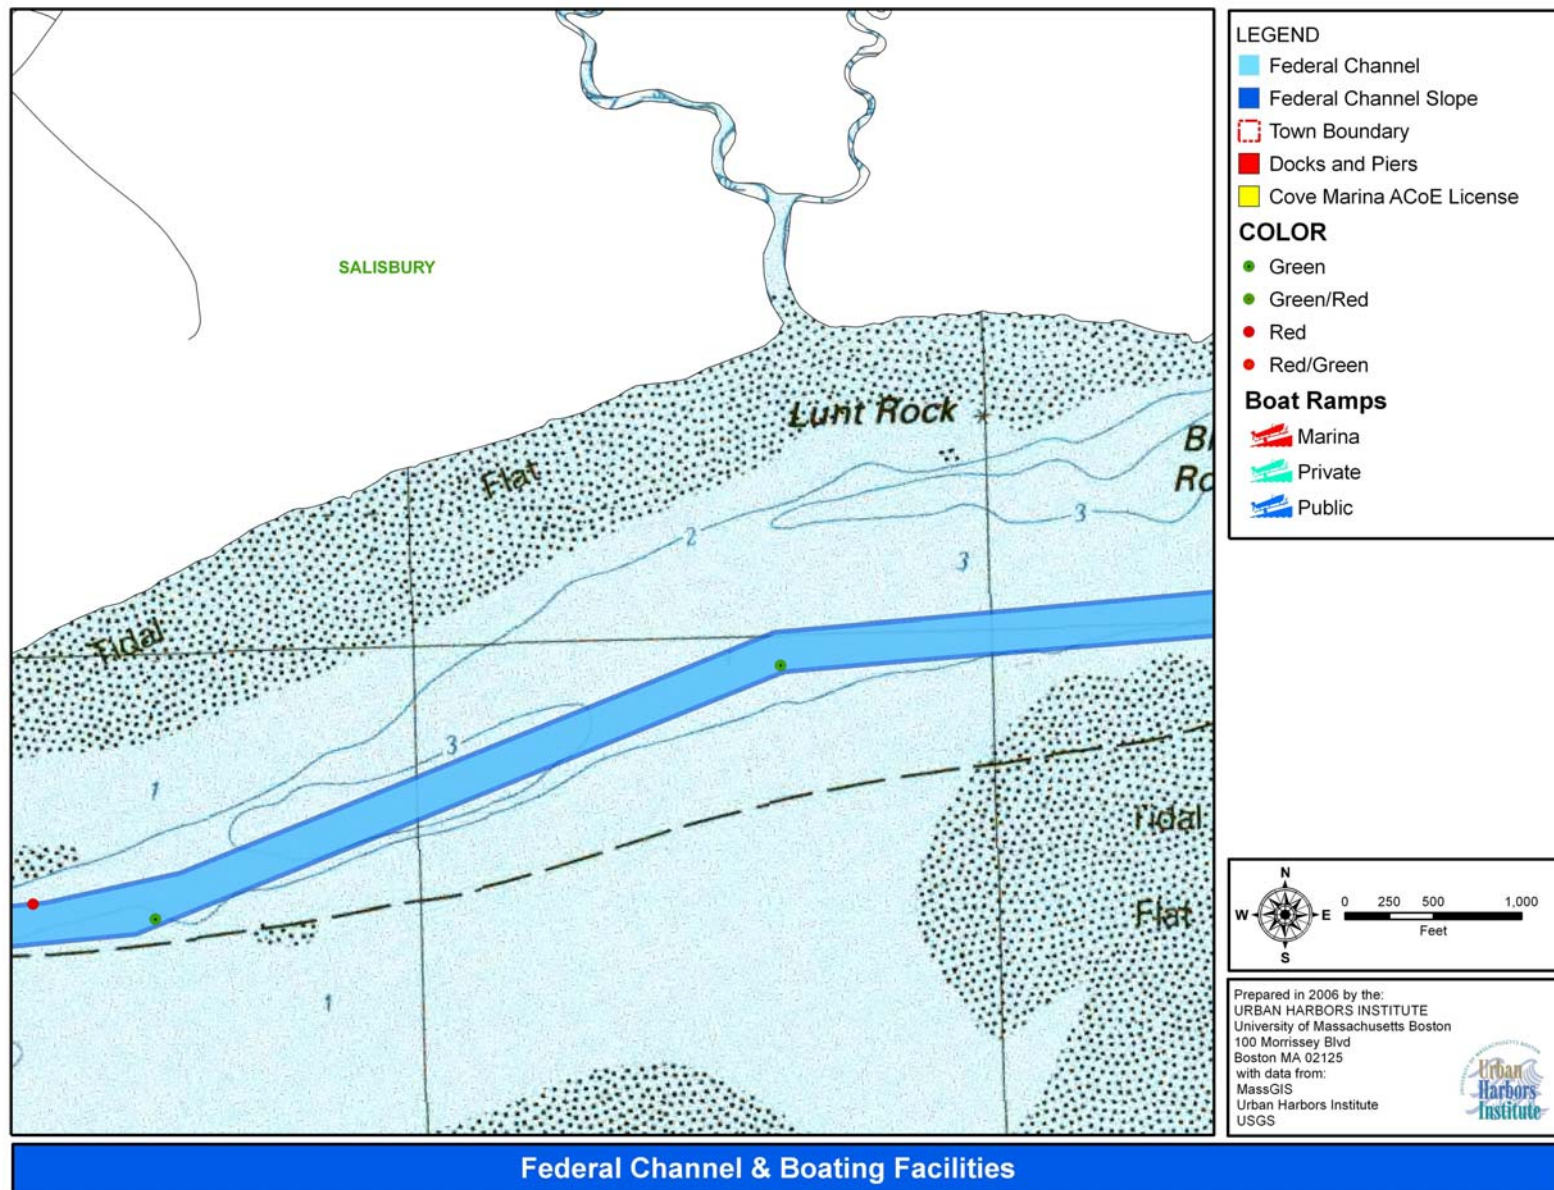 SALISBURY
Lunt Rock
Flat
2
3
3
Tidal
3
1
Tidal
Flat
1
LEGEND
Federal Channel
Federal Channel Slope
Town Boundary
Docks and Piers
Cove Marina ACoE License
COLOR
Green
Green/Red
Red
Red/Green
Boat Ramps
Marina
Private
Public
N
W E
S
0 250 500 1,000
Feet
Prepared in 2006 by the:
URBAN HARBORS INSTITUTE
University of Massachusetts Boston
100 Morrissey Blvd
Boston MA 02125
with data from:
MassGIS
Urban Harbors Institute
USGS
Urban
Harbors
Institute
Federal Channel & Boating Facilities